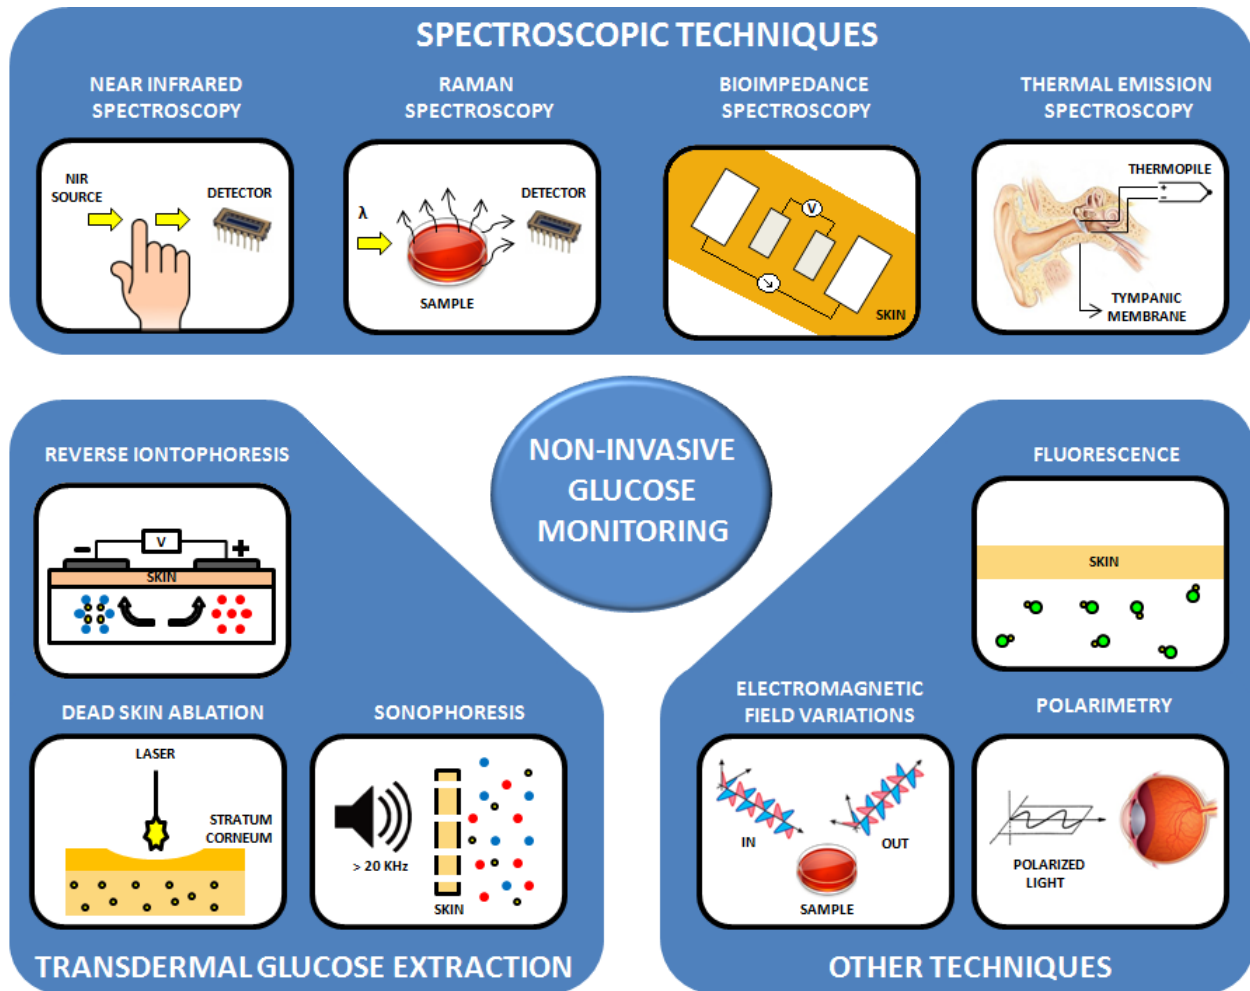 SPECTROSCOPIC TECHNIQUES
NEAR INFRARED
SPECTROSCOPY
NIR
SOURCE
DETECTOR
RAMAN
SPECTROSCOPY
λ
DETECTOR
SAMPLE
BIOIMPEDANCE
SPECTROSCOPY
V
SKIN
THERMAL EMISSION
SPECTROSCOPY
THERMOPILE
+
−
TYMPANIC
MEMBRANE
NON-INVASIVE
GLUCOSE
MONITORING
REVERSE IONTOPHORESIS
− V +
SKIN
DEAD SKIN ABLATION
LASER
STRATUM
CORNEUM
SONOPHORESIS
> 20 KHz
SKIN
TRANSDERMAL GLUCOSE EXTRACTION
FLUORESCENCE
SKIN
ELECTROMAGNETIC
FIELD VARIATIONS
IN
OUT
SAMPLE
POLARIMETRY
POLARIZED
LIGHT
OTHER TECHNIQUES